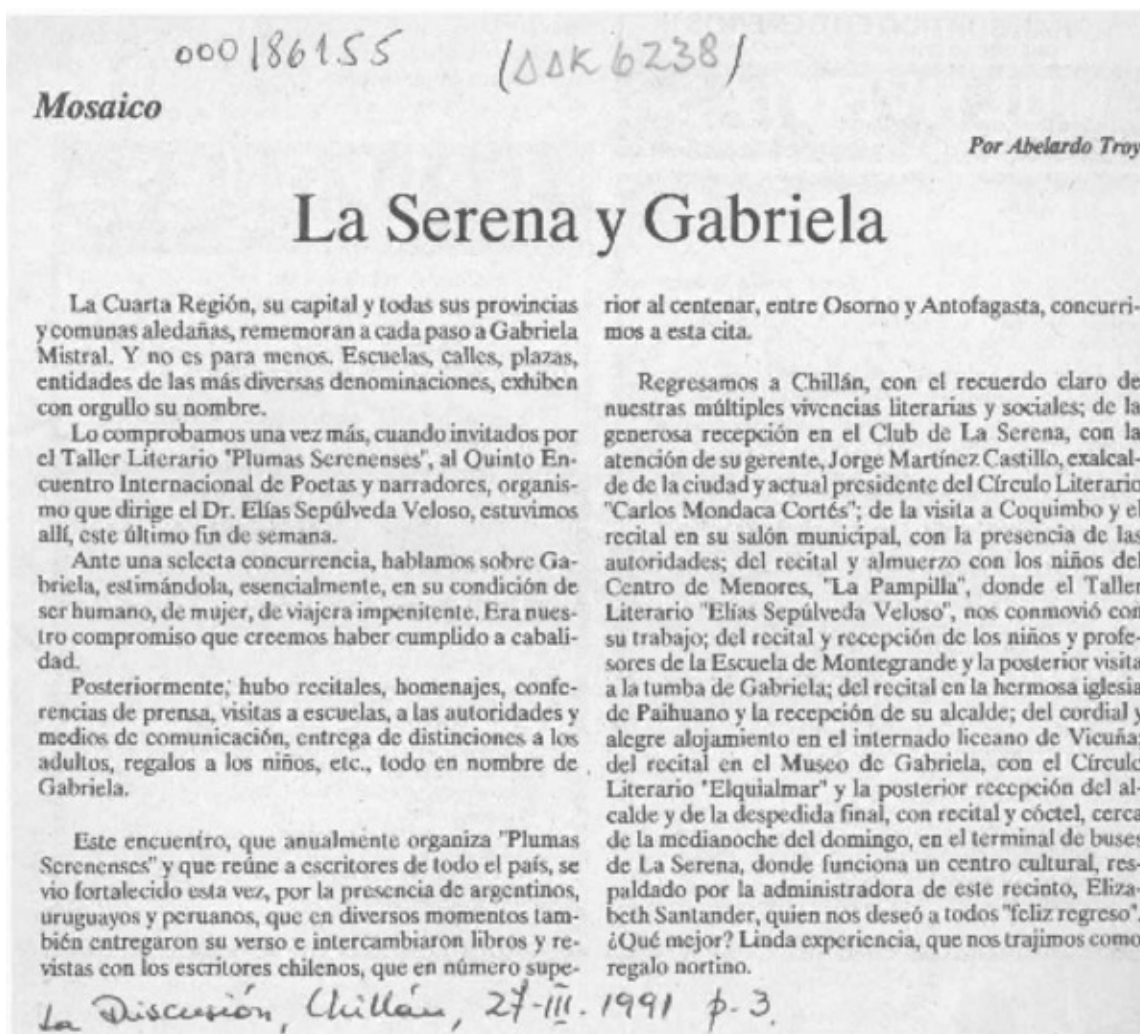 000186155 (AAK 6238)
Mosaico
Por Abelardo Troy
La Serena y Gabriela
La Cuarta Región, su capital y todas sus provincias
y comunas aledañas, rememoran a cada paso a Gabriela
Mistral. Y no es para menos. Escuelas, calles, plazas,
entidades de las más diversas denominaciones, exhiben
con orgullo su nombre.
Lo comprobamos una vez más, cuando invitados por
el Taller Literario "Plumas Serenenses", al Quinto En-
cuentro Internacional de Poetas y narradores, organis-
mo que dirige el Dr. Elías Sepúlveda Veloso, estuvimos
allí, este último fin de semana.
Ante una selecta concurrencia, hablamos sobre Ga-
briela, estimándola, esencialmente, en su condición de
ser humano, de mujer, de viajera impenitente. Era nues-
tro compromiso que creemos haber cumplido a cabali-
dad.
Posteriormente, hubo recitales, homenajes, confe-
rencias de prensa, visitas a escuelas, a las autoridades y
medios de comunicación, entrega de distinciones a los
adultos, regalos a los niños, etc., todo en nombre de
Gabriela.
Este encuentro, que anualmente organiza "Plumas
Serenenses" y que reúne a escritores de todo el país, se
vio fortalecido esta vez, por la presencia de argentinos,
uruguayos y peruanos, que en diversos momentos tam-
bién entregaron su verso e intercambiaron libros y re-
vistas con los escritores chilenos, que en número supe-
rior al centenar, entre Osorno y Antofagasta, concurri-
mos a esta cita.
Regresamos a Chillán, con el recuerdo claro de
nuestras múltiples vivencias literarias y sociales; de la
generosa recepción en el Club de La Serena, con la
atención de su gerente, Jorge Martínez Castillo, exalcal-
de de la ciudad y actual presidente del Círculo Literario
"Carlos Mondaca Cortés"; de la visita a Coquimbo y el
recital en su salón municipal, con la presencia de las
autoridades; del recital y almuerzo con los niños del
Centro de Menores, "La Pampilla", donde el Taller
Literario "Elías Sepúlveda Veloso", nos conmovió con
su trabajo; del recital y recepción de los niños y profe-
sores de la Escuela de Montegrande y la posterior visita
a la tumba de Gabriela; del recital en la hermosa iglesia
de Paihuano y la recepción de su alcalde; del cordial y
alegre alojamiento en el internado liceano de Vicuña;
del recital en el Museo de Gabriela, con el Círculo
Literario "Elquialmar" y la posterior recepción del al-
calde y de la despedida final, con recital y cóctel, cerca
de la medianoche del domingo, en el terminal de buses
de La Serena, donde funciona un centro cultural, res-
paldado por la administradora de este recinto, Eliza-
beth Santander, quien nos deseó a todos "feliz regreso".
¿Qué mejor? Linda experiencia, que nos trajimos como
regalo nortino.
La Discusión, Chillán, 27-III-1991 p. 3